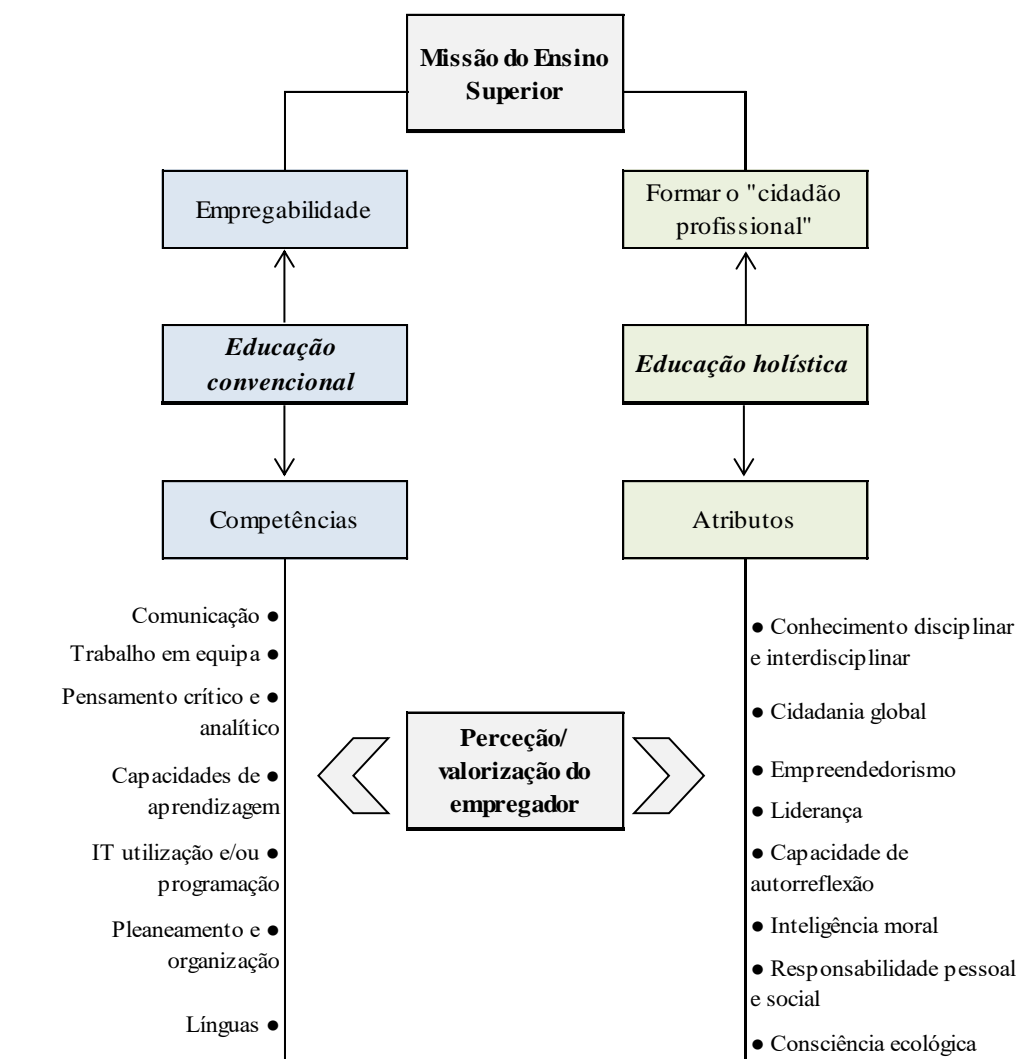 Missão do Ensino
Superior
Empregabilidade
Formar o "cidadão
profissional"
Educação
convencional
Educação holística
Competências
Atributos
Comunicação ●
Trabalho em equipa ●
Pensamento crítico e ●
analítico
Capacidades de ●
aprendizagem
IT utilização e/ou ●
programação
Pleaneamento e ●
organização
Línguas ●
Perceção/
valorização do
empregador
● Conhecimento disciplinar
e interdisciplinar
● Cidadania global
● Empreendedorismo
● Liderança
● Capacidade de
autorreflexão
● Inteligência moral
● Responsabilidade pessoal
e social
● Consciência ecológica